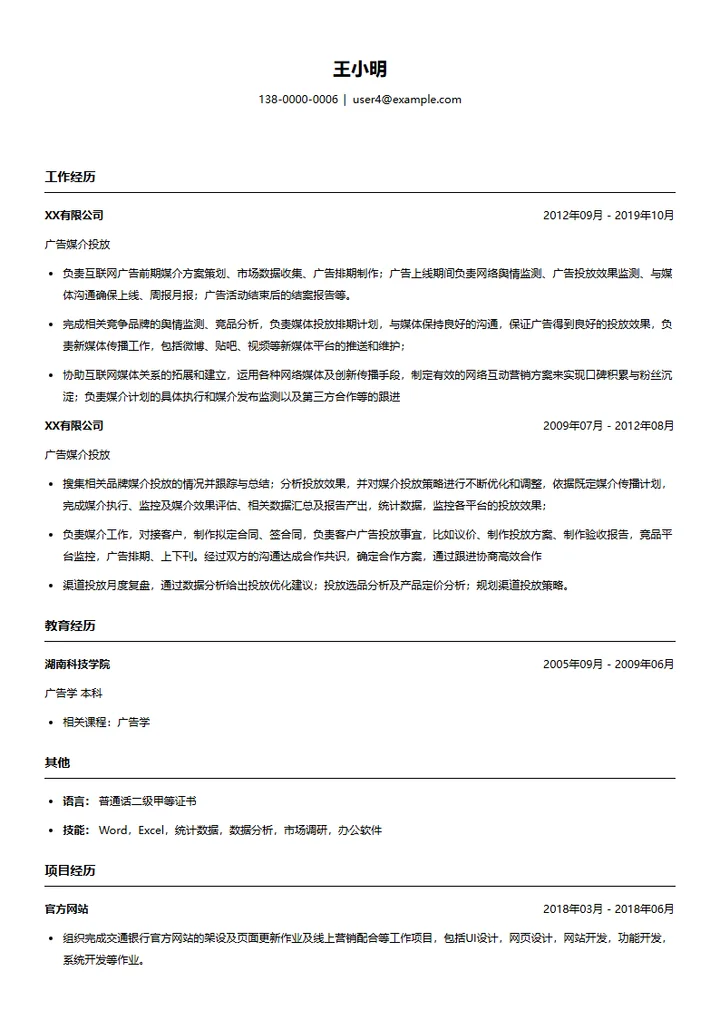 王小明
138-0000-0006 | user4@example.com
工作经历
XX有限公司 2012年09月 - 2019年10月
广告媒介投放
• 负责互联网广告前期媒介方案策划、市场数据收集、广告排期制作；广告上线期间负责网络舆情监测、广告投放效果监测、与媒
体沟通确保上线、周报月报；广告活动结束后的结案报告等。
• 完成相关竞争品牌的舆情监测、竞品分析，负责媒体投放排期计划，与媒体保持良好的沟通，保证广告得到良好的投放效果，负
责新媒体传播工作，包括微博、贴吧、视频等新媒体平台的推送和维护；
• 协助互联网媒体关系的拓展和建立，运用各种网络媒体及创新传播手段，制定有效的网络互动营销方案来实现口碑积累与粉丝沉
淀；负责媒介计划的具体执行和媒介发布监测以及第三方合作等的跟进
XX有限公司 2009年07月 - 2012年08月
广告媒介投放
• 搜集相关品牌媒介投放的情况并跟踪与总结；分析投放效果，并对媒介投放策略进行不断优化和调整，依据既定媒介传播计划，
完成媒介执行、监控及媒介效果评估、相关数据汇总及报告产出，统计数据，监控各平台的投放效果；
• 负责媒介工作，对接客户，制作拟定合同、签合同，负责客户广告投放事宜，比如议价、制作投放方案、制作验收报告，竞品平
台监控，广告排期、上下刊。经过双方的沟通达成合作共识，确定合作方案，通过跟进协商高效合作
• 渠道投放月度复盘，通过数据分析给出投放优化建议；投放选品分析及产品定价分析；规划渠道投放策略。
教育经历
湖南科技学院 2005年09月 - 2009年06月
广告学 本科
• 相关课程：广告学
其他
• 语言： 普通话二级甲等证书
• 技能： Word，Excel，统计数据，数据分析，市场调研，办公软件
项目经历
官方网站 2018年03月 - 2018年06月
• 组织完成交通银行官方网站的架设及页面更新作业及线上营销配合等工作项目，包括UI设计，网页设计，网站开发，功能开发，
系统开发等作业。